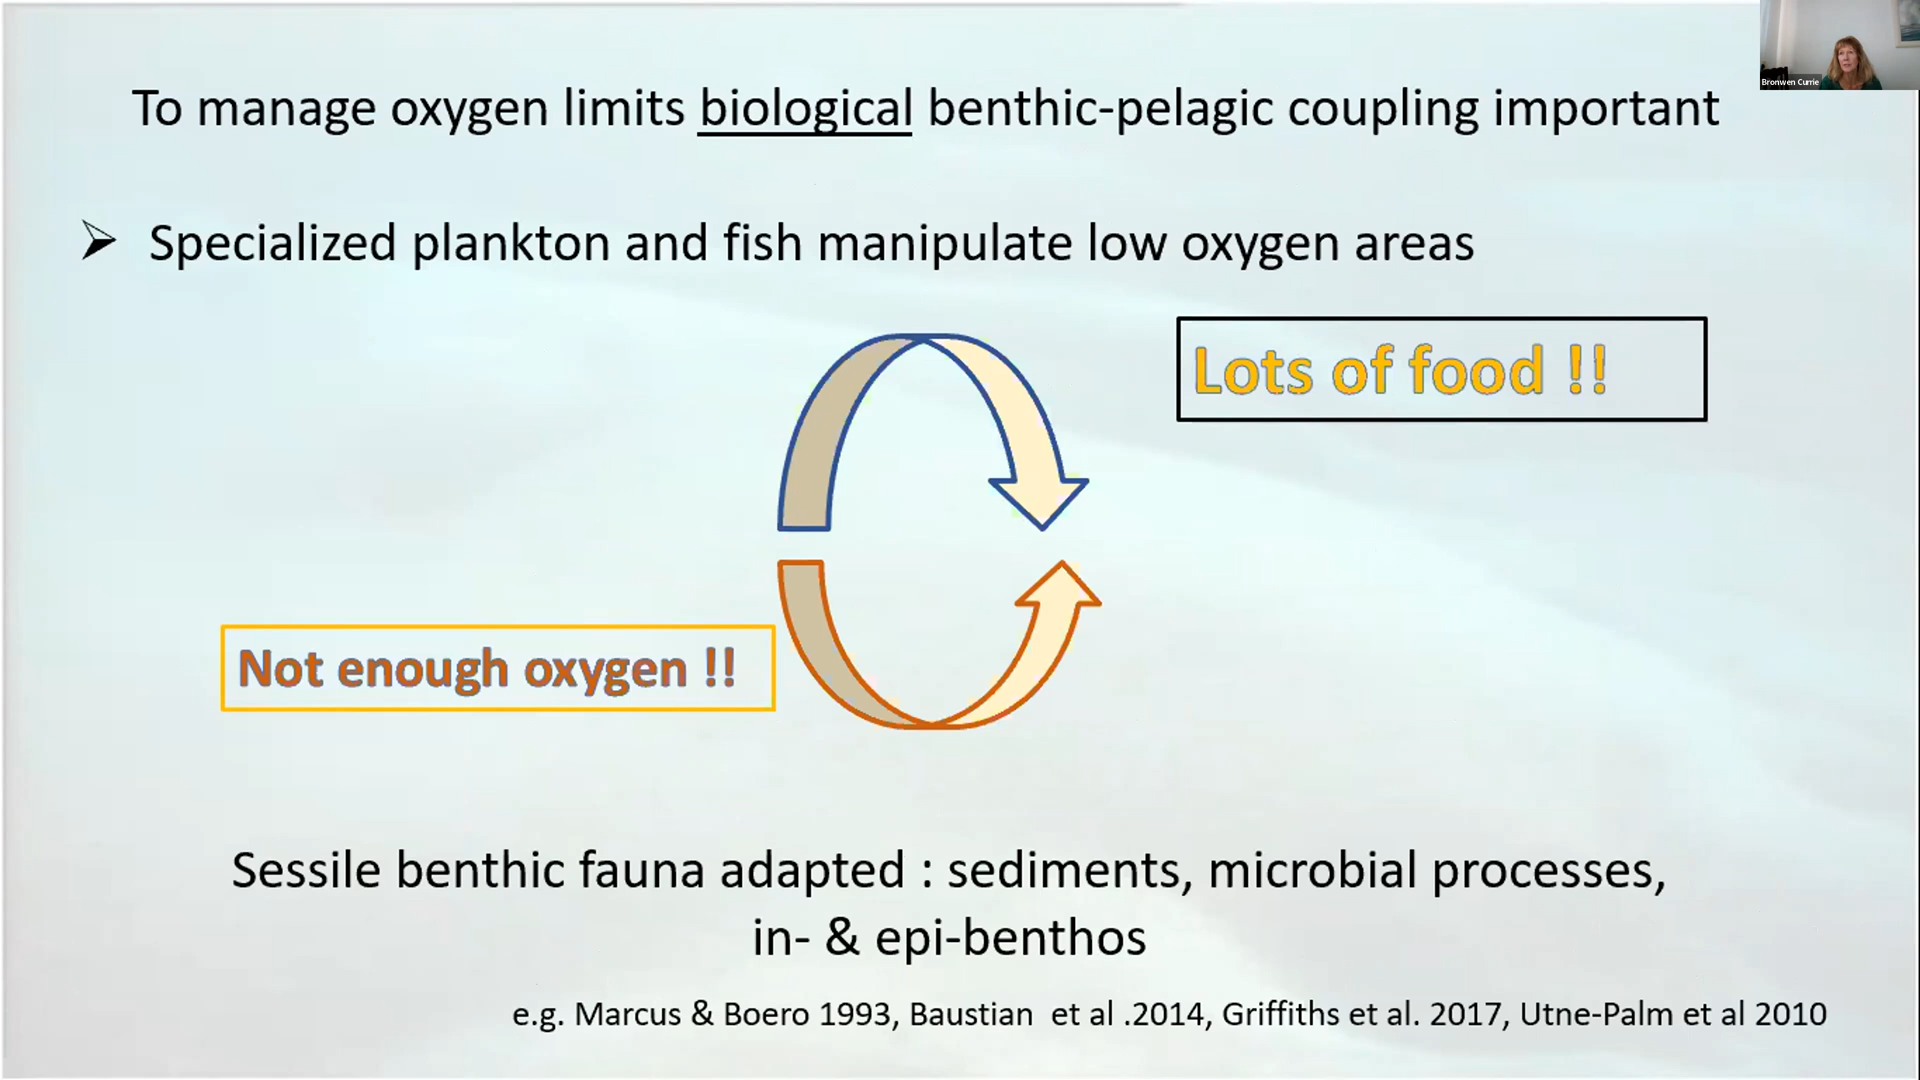 Bronwen Currie
To manage oxygen limits biological benthic-pelagic coupling important
➢ Specialized plankton and fish manipulate low oxygen areas
Lots of food !!
Not enough oxygen !!
Sessile benthic fauna adapted : sediments, microbial processes,
in- & epi-benthos
e.g. Marcus & Boero 1993, Baustian et al .2014, Griffiths et al. 2017, Utne-Palm et al 2010